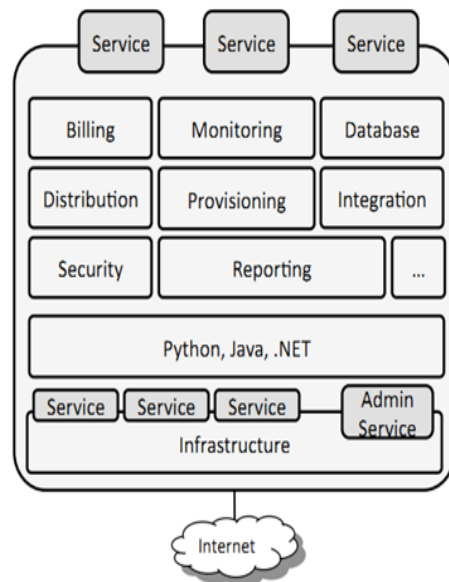 Service Service Service
Billing Monitoring Database
Distribution Provisioning Integration
Security Reporting ...
Python, Java, .NET
Service Service Service Admin
Service
Infrastructure
Internet